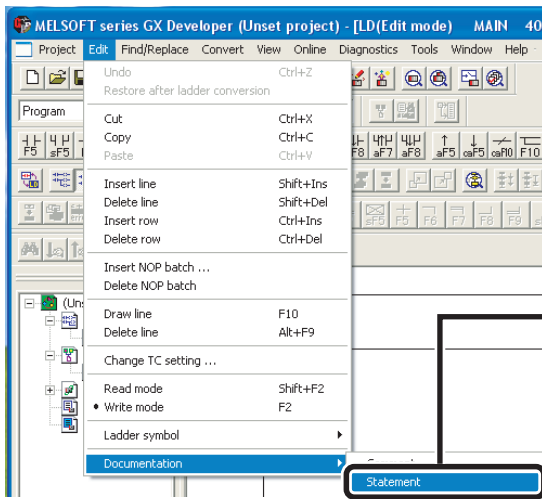 MELSOFT series GX Developer (Unset project) - [LD(Edit mode) MAIN 40
Project Edit Find/Replace Convert View Online Diagnostics Tools Window Help
Undo Ctrl+Z
Restore after ladder conversion
Program
Cut Ctrl+X
Copy Ctrl+C
Paste Ctrl+V
F5 sF5 F8 aF7 aF8 aF5 caF5 caF10 F10
Insert line Shift+Ins
Delete line Shift+Del
Insert row Ctrl+Ins
Delete row Ctrl+Del
sF5 F5 F6 F7 F8 F9
Insert NOP batch ...
Delete NOP batch
(Uns
Draw line F10
Delete line Alt+F9
Change TC setting ...
Read mode Shift+F2
• Write mode F2
Ladder symbol
Documentation
Statement